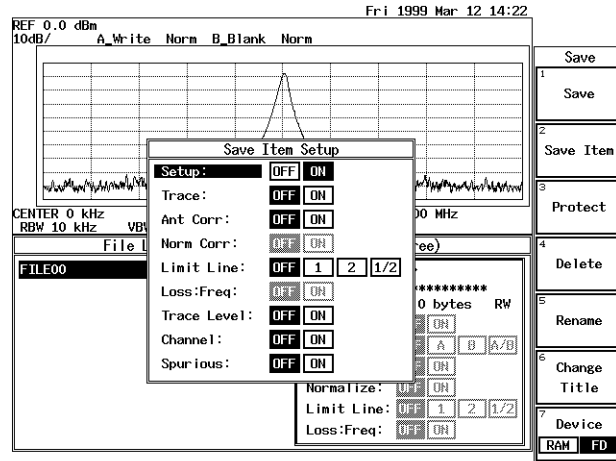 Fri 1999 Mar 12 14:22
REF 0.0 dBm
10dB/ A_Write Norm B_Blank Norm
CENTER 0 kHz
RBW 10 kHz
File
Save Item Setup
Setup: OFF ON
Trace: OFF ON
Ant Corr: OFF ON
Norm Corr: OFF ON
Limit Line: OFF 1 2 1/2
Loss:Freq: OFF ON
Trace Level: OFF ON
Channel: OFF ON
Spurious: OFF ON
MHz
FILE00
**********
0 bytes RW
ON
A B A/B
ON
Normalize: OFF ON
Limit Line: OFF 1 2 1/2
Loss:Freq: OFF ON
Save
1 Save
2 Save Item
3 Protect
4 Delete
5 Rename
6 Change
Title
7 Device
RAM FD